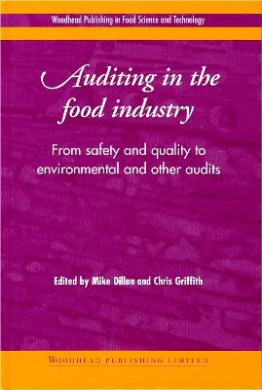 Woodhead Publishing in Food Science and Technology
Auditing in the
food industry
From safety and quality to
environmental and other audits
Edited by Mike Dillon and Chris Griffith
WOODHEAD PUBLISHING LIMITED